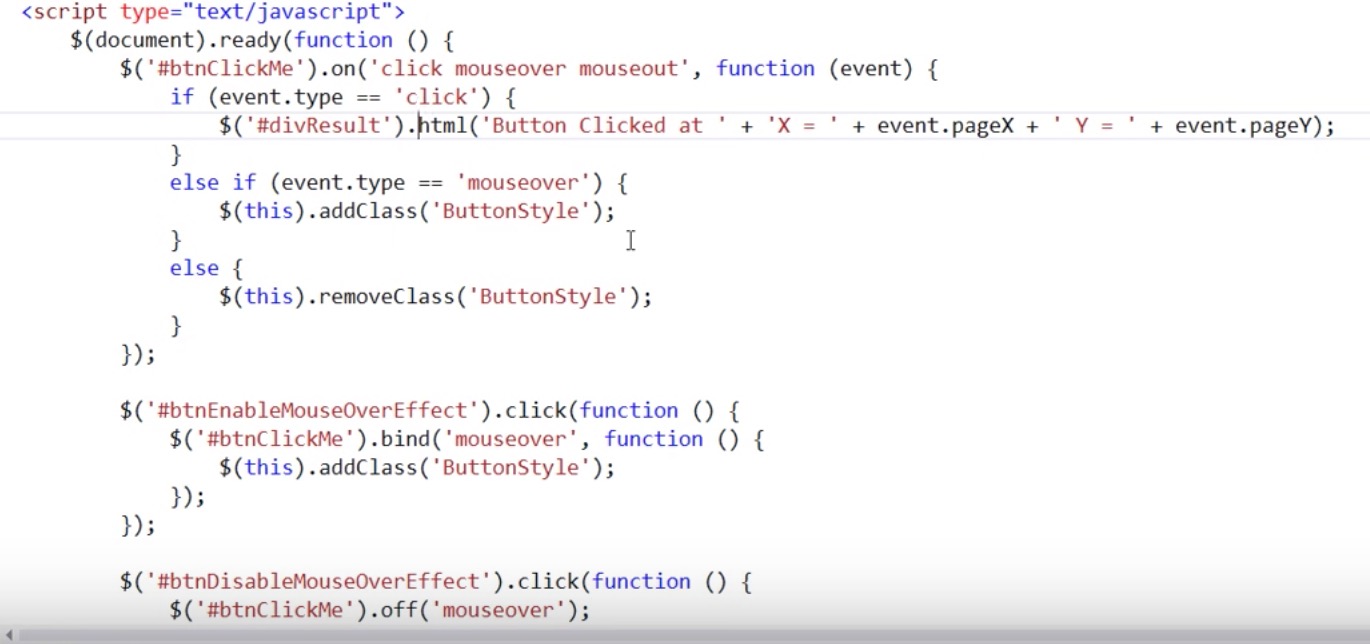 <script type="text/javascript">
    $(document).ready(function () {
        $('#btnClickMe').on('click mouseover mouseout', function (event) {
            if (event.type == 'click') {
                $('#divResult').html('Button Clicked at ' + 'X = ' + event.pageX + ' Y = ' + event.pageY);
            }
            else if (event.type == 'mouseover') {
                $(this).addClass('ButtonStyle');
            }
            else {
                $(this).removeClass('ButtonStyle');
            }
        });

        $('#btnEnableMouseOverEffect').click(function () {
            $('#btnClickMe').bind('mouseover', function () {
                $(this).addClass('ButtonStyle');
            });
        });

        $('#btnDisableMouseOverEffect').click(function () {
            $('#btnClickMe').off('mouseover');